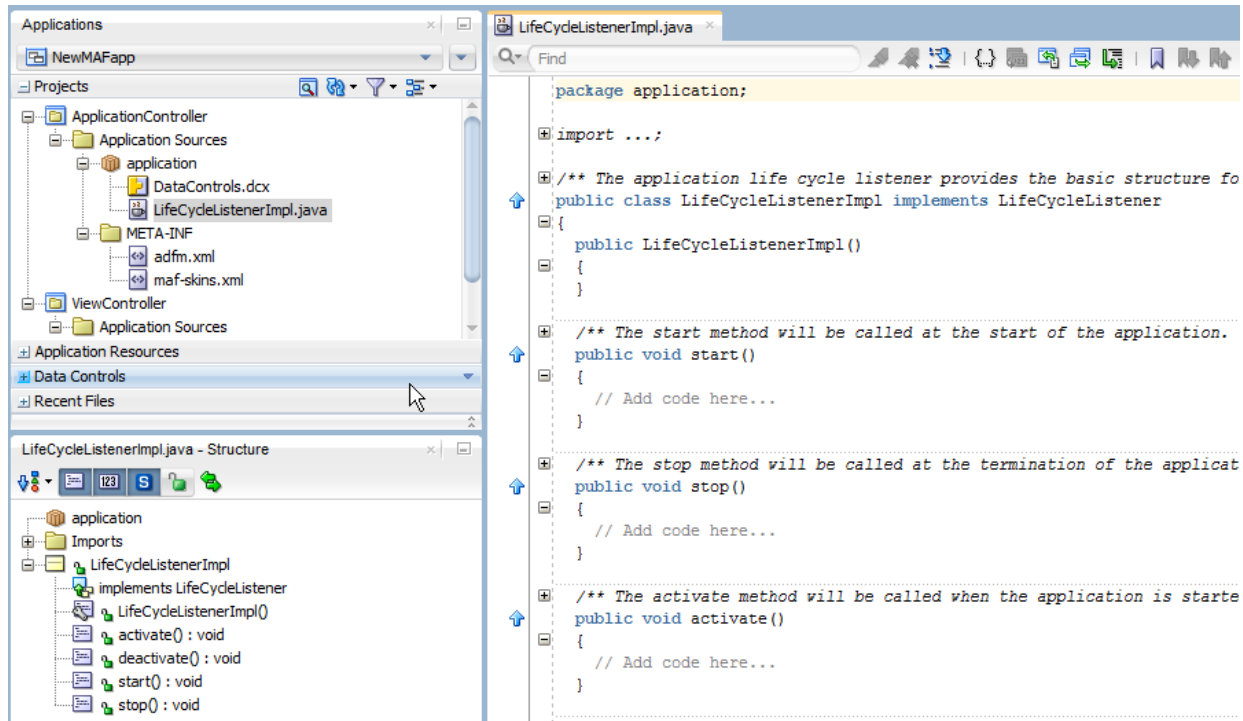 Applications
NewMAFapp
Projects
ApplicationController
Application Sources
application
DataControls.dcx
LifeCycleListenerImpl.java
META-INF
adfm.xml
maf-skins.xml
ViewController
Application Sources
Application Resources
Data Controls
Recent Files
LifeCycleListenerImpl.java - Structure
123 S
application
Imports
LifeCycleListenerImpl
implements LifeCycleListener
LifeCycleListenerImpl()
activate() : void
deactivate() : void
start() : void
stop() : void
LifeCycleListenerImpl.java
Find
package application;
import ...;
/** The application life cycle listener provides the basic structure fo
public class LifeCycleListenerImpl implements LifeCycleListener
{
public LifeCycleListenerImpl()
{
}
/** The start method will be called at the start of the application.
public void start()
{
// Add code here...
}
/** The stop method will be called at the termination of the applicat
public void stop()
{
// Add code here...
}
/** The activate method will be called when the application is starte
public void activate()
{
// Add code here...
}